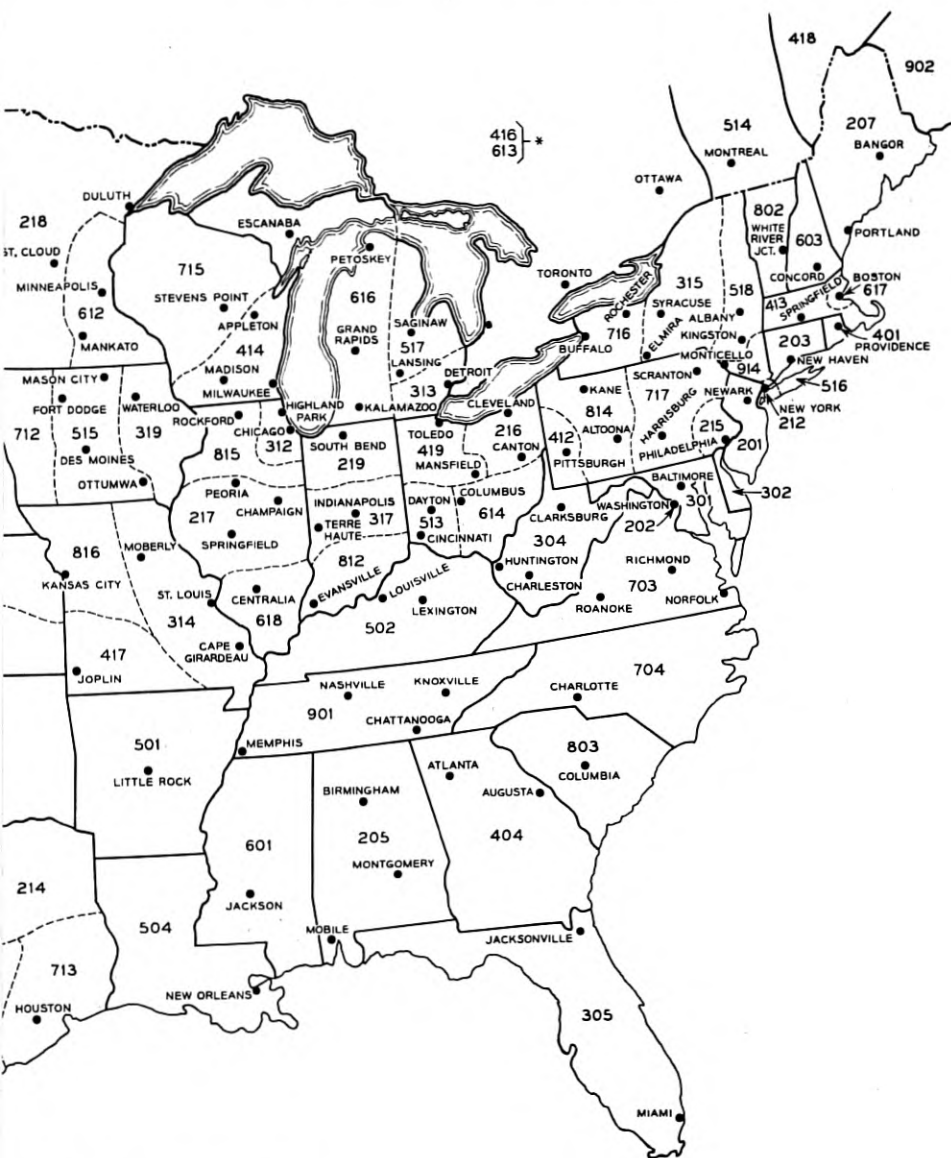 418
902
416
613
*
514
MONTREAL
207
BANGOR
OTTAWA
DULUTH
218
ESCANABA
802
WHITE
RIVER
JCT.
603
PORTLAND
ST. CLOUD
PETOSKEY
715
TORONTO
ROCHESTER
315
CONCORD
BOSTON
617
MINNEAPOLIS
STEVENS POINT
616
SYRACUSE
518
413
SPRINGFIELD
612
APPLETON
SAGINAW
716
ELMIRA
ALBANY
401
PROVIDENCE
MANKATO
414
GRAND
RAPIDS
517
LANSING
BUFFALO
KINGSTON
203
NEW HAVEN
MADISON
MILWAUKEE
313
DETROIT
MONTICELLO
914
516
MASON CITY
SCRANTON
FORT DODGE
WATERLOO
HIGHLAND
PARK
KALAMAZOO
CLEVELAND
KANE
717
NEWARK
NEW YORK
212
ROCKFORD
712
515
319
CHICAGO
312
TOLEDO
216
814
HARRISBURG
215
201
DES MOINES
815
SOUTH BEND
419
CANTON
412
ALTOONA
PHILADELPHIA
219
MANSFIELD
PITTSBURGH
OTTUMWA
PEORIA
BALTIMORE
302
CHAMPAIGN
INDIANAPOLIS
DAYTON
COLUMBUS
WASHINGTON
301
217
TERRE
HAUTE
317
513
614
CLARKSBURG
202
SPRINGFIELD
CINCINNATI
304
816
MOBERLY
812
HUNTINGTON
RICHMOND
KANSAS CITY
CHARLESTON
703
ST. LOUIS
CENTRALIA
EVANSVILLE
LOUISVILLE
LEXINGTON
ROANOKE
NORFOLK
314
618
502
417
CAPE
GIRARDEAU
JOPLIN
704
NASHVILLE
KNOXVILLE
CHARLOTTE
901
CHATTANOOGA
501
MEMPHIS
803
LITTLE ROCK
ATLANTA
COLUMBIA
BIRMINGHAM
AUGUSTA
601
205
404
MONTGOMERY
214
JACKSON
504
MOBILE
JACKSONVILLE
713
NEW ORLEANS
HOUSTON
305
MIAMI